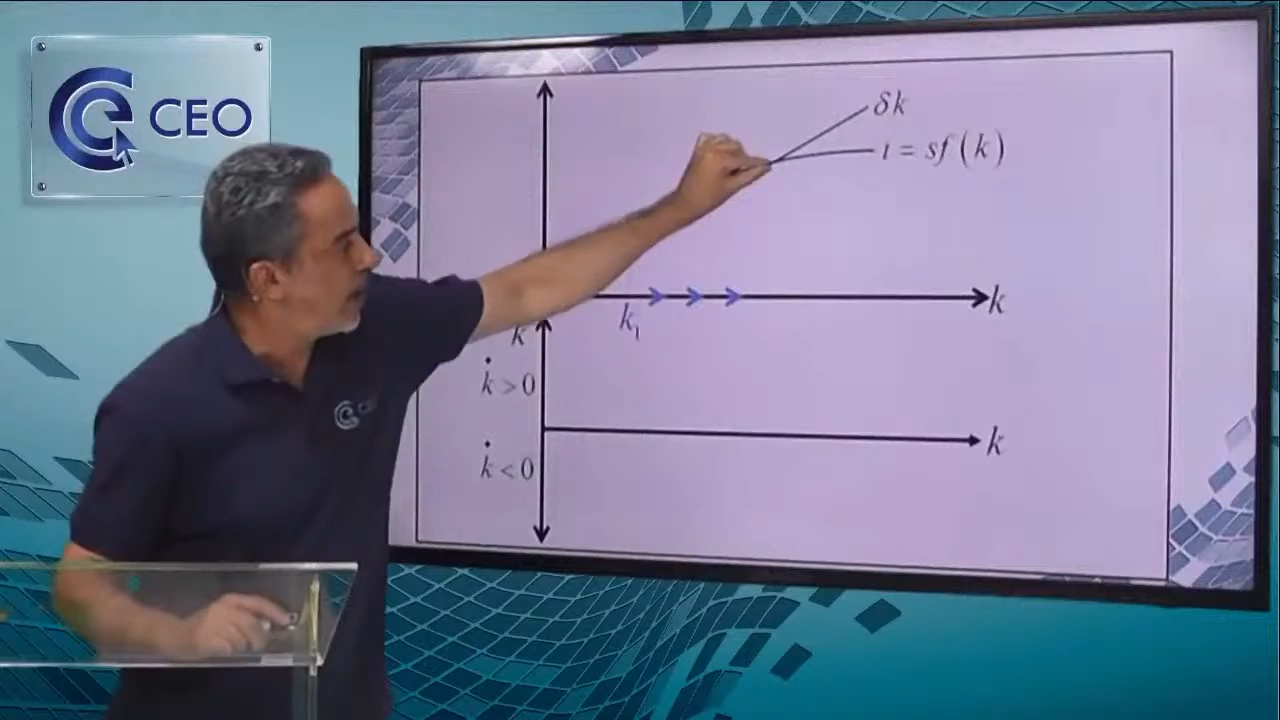 CEO
δk
i = sf(k)
k
k₁
k
k̇ > 0
k
k̇ < 0